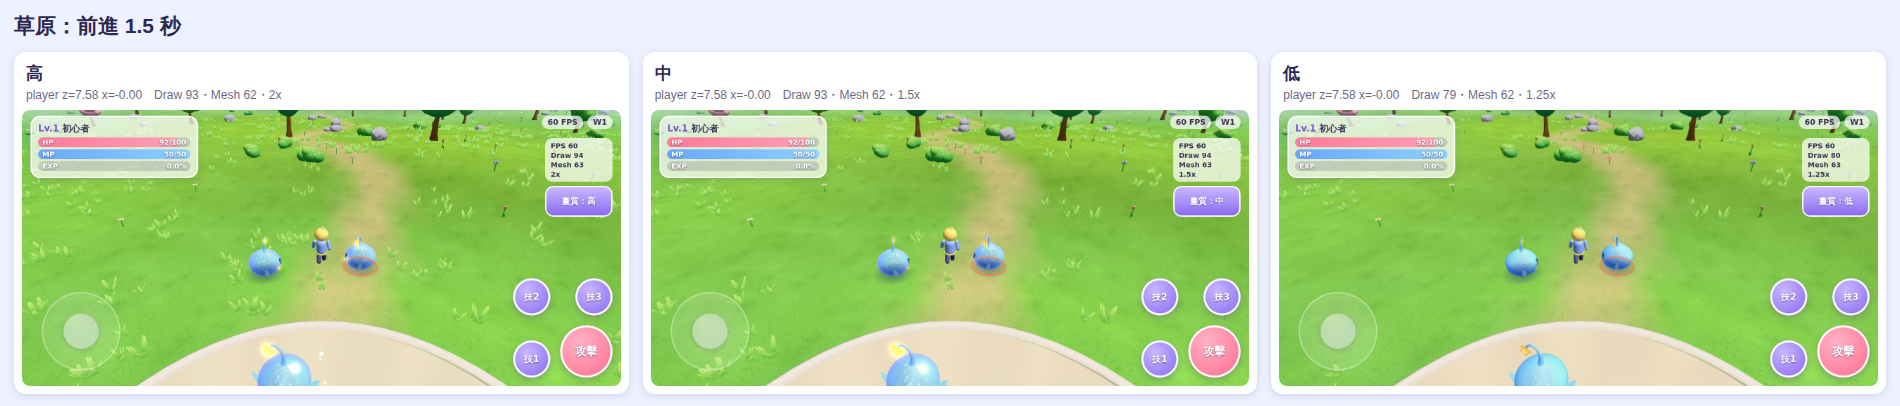 草原：前進 1.5 秒
高
player z=7.58 x=-0.00 Draw 93・Mesh 62・2x
Lv.1 初心者
HP 92/100
MP 50/50
EXP 0.0%
60 FPS W1
FPS 60
Draw 94
Mesh 63
2x
畫質：高
技2 技3
技1 攻擊
中
player z=7.58 x=-0.00 Draw 93・Mesh 62・1.5x
Lv.1 初心者
HP 92/100
MP 50/50
EXP 0.0%
60 FPS W1
FPS 60
Draw 94
Mesh 63
1.5x
畫質：中
技2 技3
技1 攻擊
低
player z=7.58 x=-0.00 Draw 79・Mesh 62・1.25x
Lv.1 初心者
HP 92/100
MP 50/50
EXP 0.0%
60 FPS W1
FPS 60
Draw 80
Mesh 63
1.25x
畫質：低
技2 技3
技1 攻擊